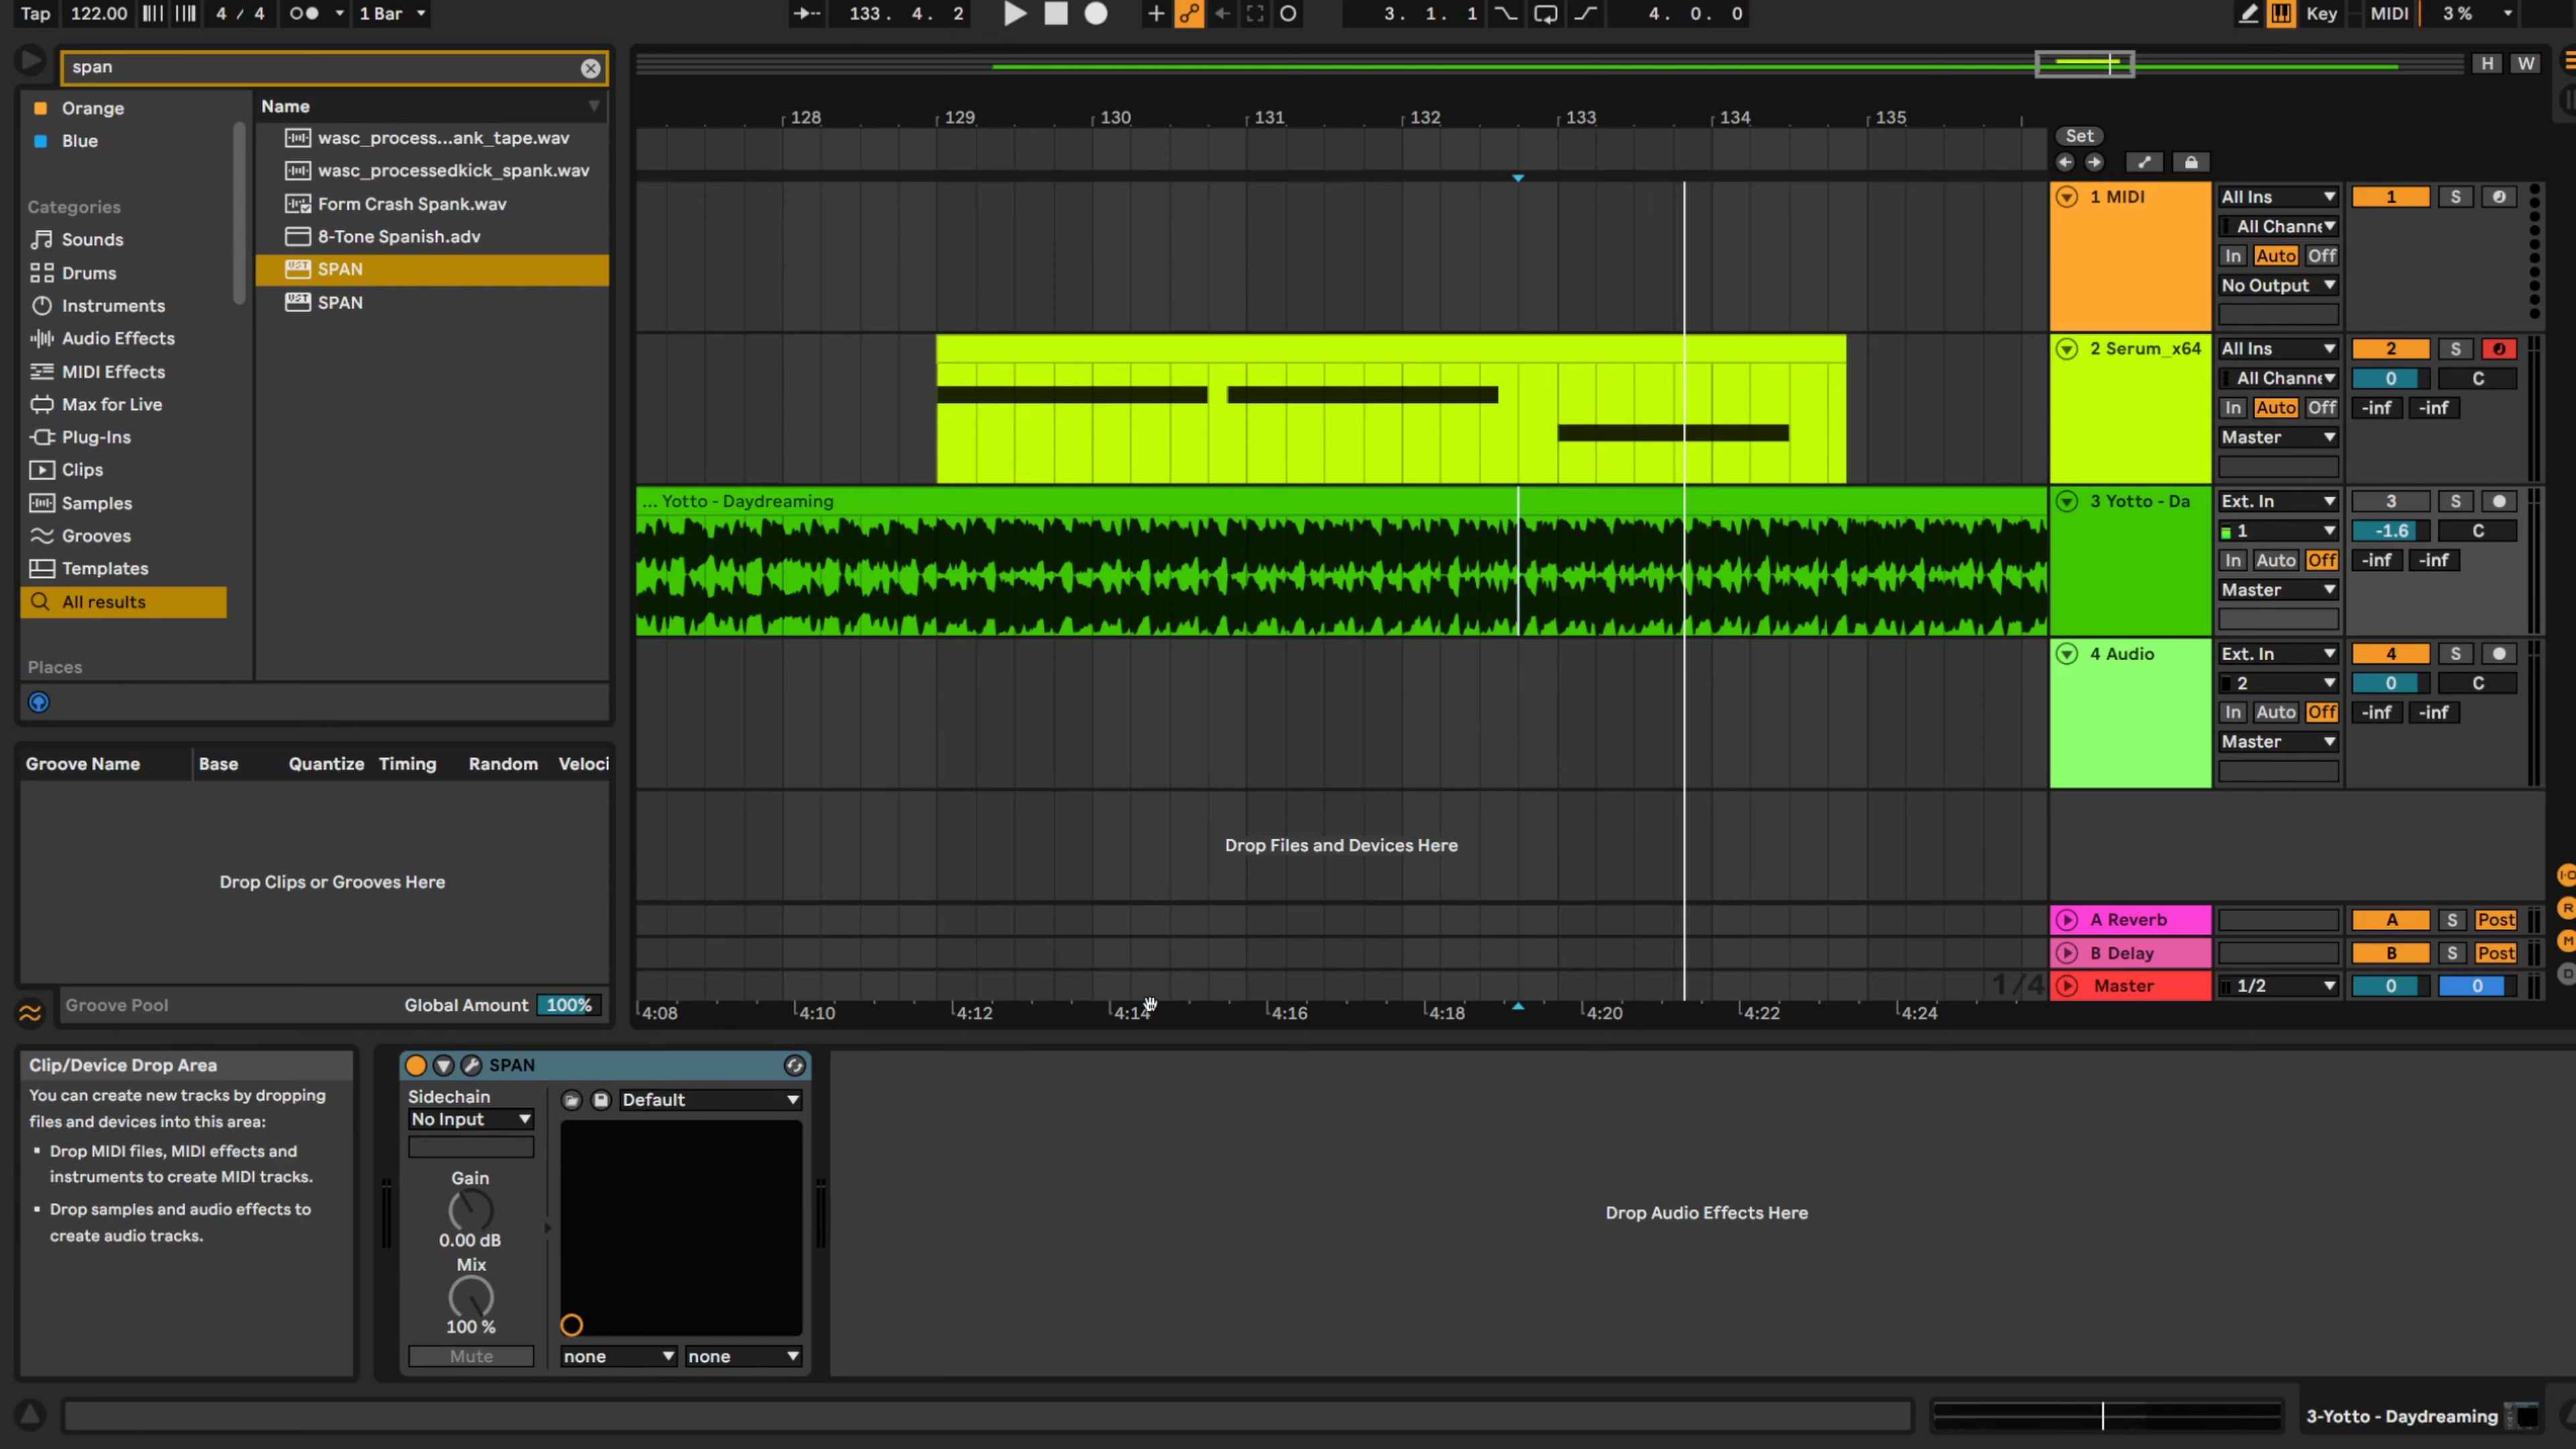 Tap 122.00 4 / 4 1 Bar 133. 4. 2 3. 1. 1 4. 0. 0 Key MIDI 3 %
span
H W
Orange
Blue
Categories
Sounds
Drums
Instruments
Audio Effects
MIDI Effects
Max for Live
Plug-Ins
Clips
Samples
Grooves
Templates
All results
Places
Name
wasc_process...ank_tape.wav
wasc_processedkick_spank.wav
Form Crash Spank.wav
8-Tone Spanish.adv
SPAN
SPAN
128 129 130 131 132 133 134 135
Set
1 MIDI All Ins 1 S
All Channe
In Auto Off
No Output
2 Serum_x64 All Ins 2 S
All Channe 0 C
In Auto Off -inf -inf
Master
... Yotto - Daydreaming
3 Yotto - Da Ext. In 3 S
1 -1.6 C
In Auto Off -inf -inf
Master
4 Audio Ext. In 4 S
2 0 C
In Auto Off -inf -inf
Master
Drop Files and Devices Here
A Reverb A S Post
B Delay B S Post
1/4 Master 1/2 0 0
4:08 4:10 4:12 4:14 4:16 4:18 4:20 4:22 4:24
Groove Name Base Quantize Timing Random Veloci
Drop Clips or Grooves Here
Groove Pool Global Amount 100%
Clip/Device Drop Area
You can create new tracks by dropping
files and devices into this area:
▪ Drop MIDI files, MIDI effects and
instruments to create MIDI tracks.
▪ Drop samples and audio effects to
create audio tracks.
SPAN
Sidechain
No Input
Default
Gain
0.00 dB
Mix
100 %
Mute
none none
Drop Audio Effects Here
3-Yotto - Daydreaming